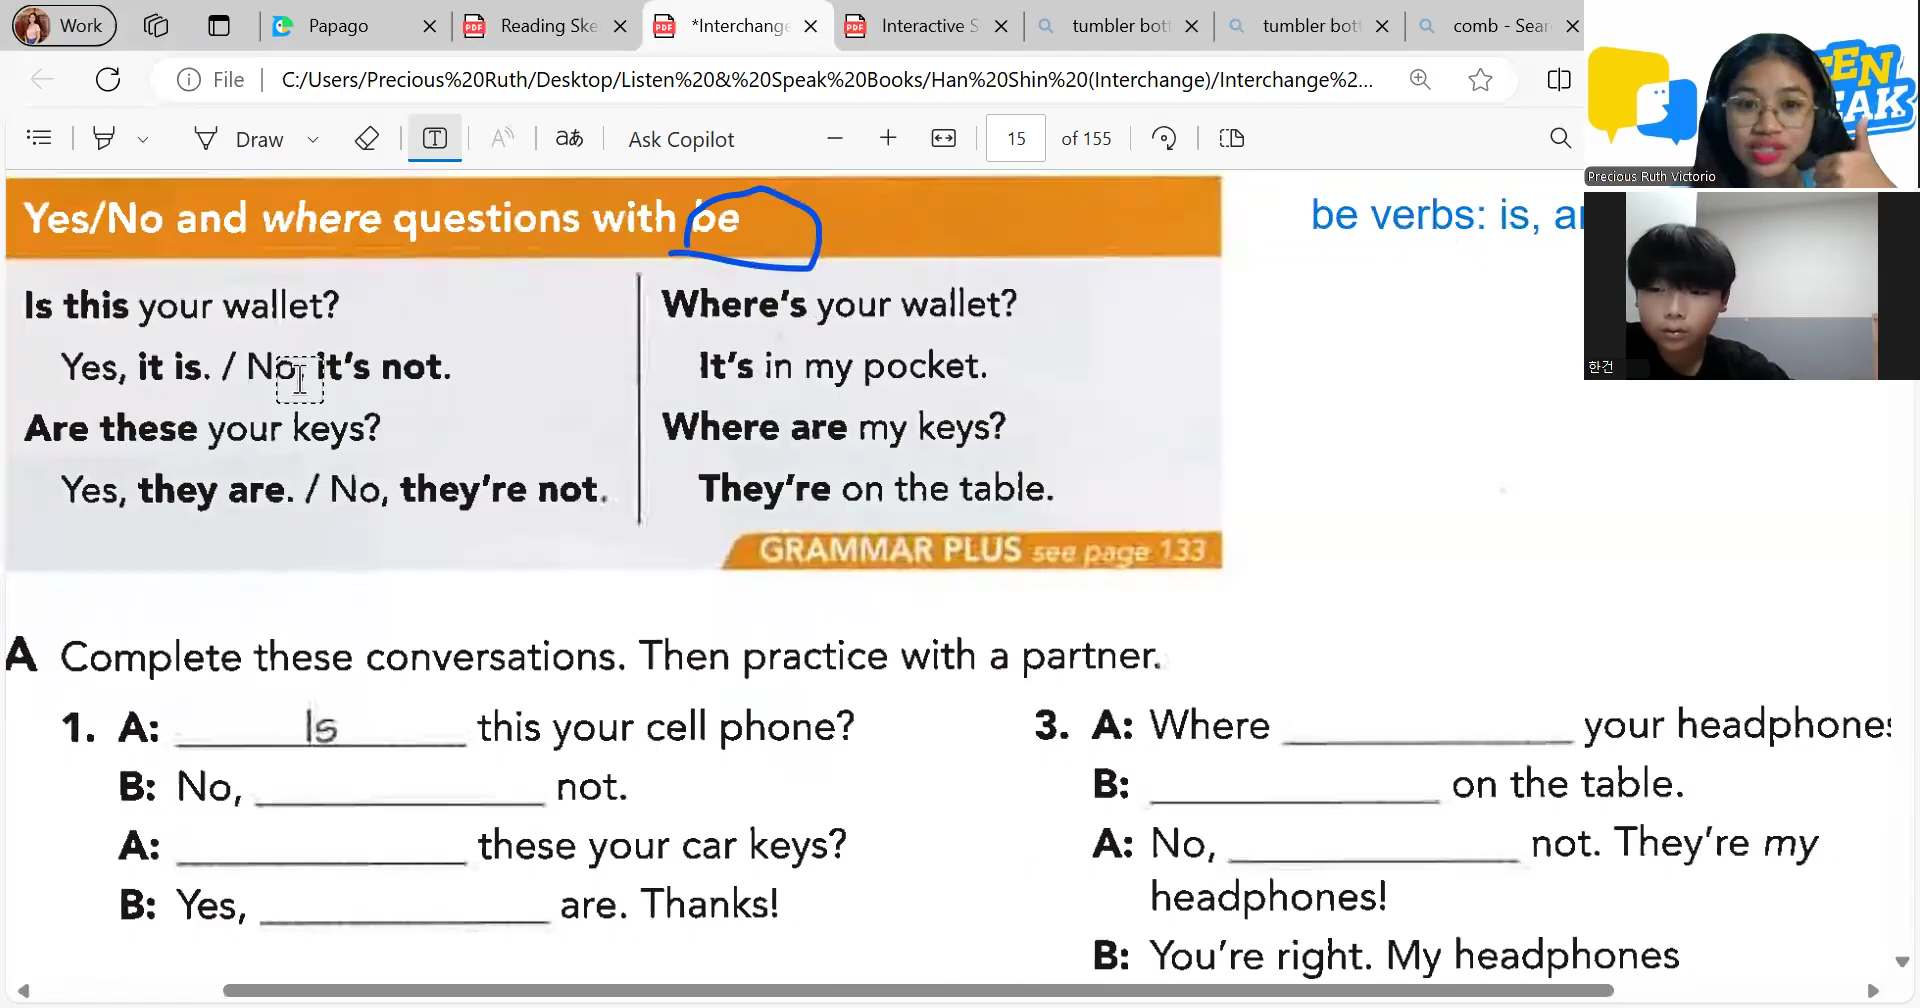 Work
Papago
Reading Ske
*Interchange
Interactive S
tumbler bot
tumbler bot
comb - Sear
File
C:/Users/Precious%20Ruth/Desktop/Listen%20&%20Speak%20Books/Han%20Shin%20(Interchange)/Interchange%2...
Draw
Ask Copilot
15 of 155
Precious Ruth Victorio
한건
Yes/No and where questions with be
be verbs: is, ar
Is this your wallet?
Yes, it is. / No, it's not.
Are these your keys?
Yes, they are. / No, they're not.
Where's your wallet?
It's in my pocket.
Where are my keys?
They're on the table.
GRAMMAR PLUS see page 133
A Complete these conversations. Then practice with a partner.
1. A: Is this your cell phone?
B: No, not.
A: these your car keys?
B: Yes, are. Thanks!
3. A: Where your headphones
B: on the table.
A: No, not. They're my
headphones!
B: You're right. My headphones